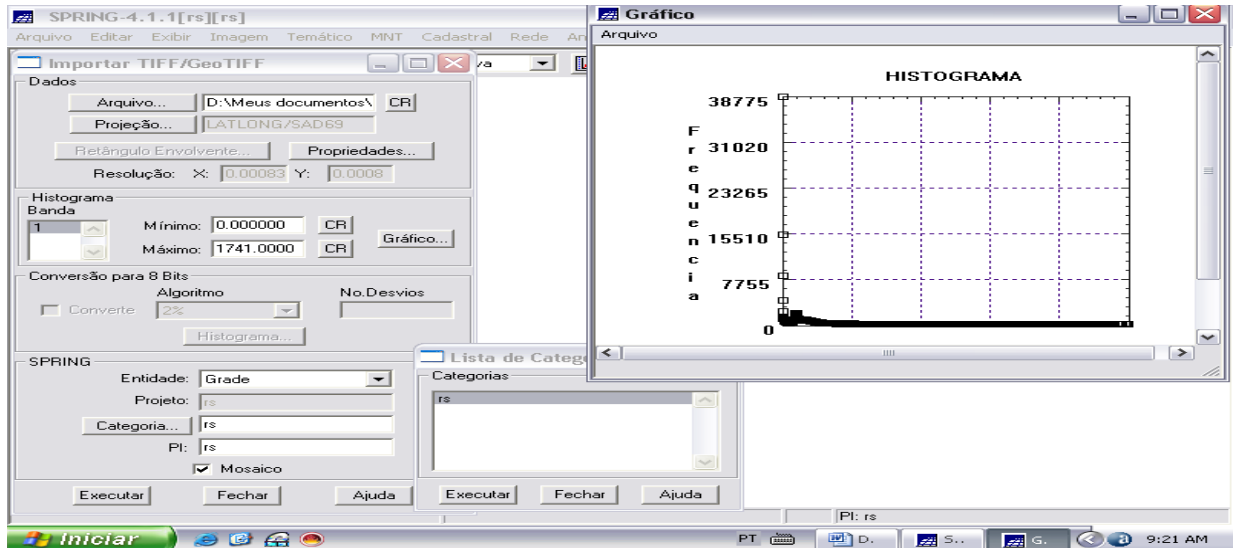 SPRING-4.1.1[rs][rs]
Arquivo Editar Exibir Imagem Temático MNT Cadastral Rede
Importar TIFF/GeoTIFF
Dados
Arquivo... D:\Meus documentos\ CR
Projeção... LATLONG/SAD69
Retângulo Envolvente... Propriedades...
Resolução: X: 0.00083 Y: 0.0008
Histograma
Banda
1
Mínimo: 0.000000 CR
Máximo: 1741.0000 CR
Gráfico...
Conversão para 8 Bits
Algoritmo No.Desvios
Converte 2%
Histograma...
SPRING
Entidade: Grade
Projeto: rs
Categoria... rs
PI: rs
Mosaico
Executar Fechar Ajuda
Lista de Categ
Categorias
rs
Executar Fechar Ajuda
Gráfico
Arquivo
HISTOGRAMA
Frequencia
38775
31020
23265
15510
7755
0
PI: rs
Iniciar PT D. S.. G. 9:21 AM